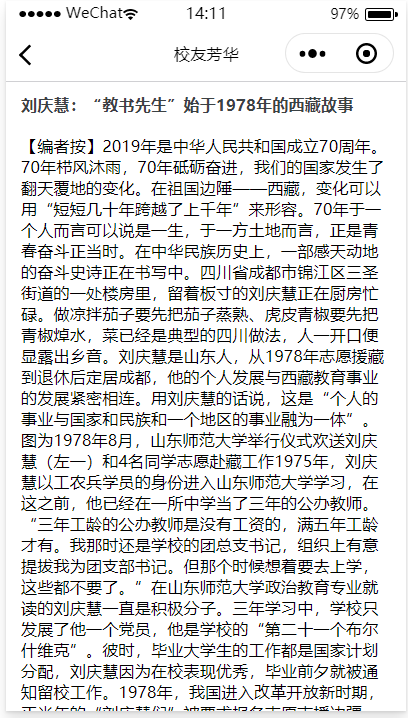 WeChat 14:11 97%
校友芳华
刘庆慧：“教书先生”始于1978年的西藏故事
【编者按】2019年是中华人民共和国成立70周年。
70年栉风沐雨，70年砥砺奋进，我们的国家发生了
翻天覆地的变化。在祖国边陲——西藏，变化可以
用“短短几十年跨越了上千年”来形容。70年于一
个人而言可以说是一生，于一方土地而言，正是青
春奋斗正当时。在中华民族历史上，一部感天动地
的奋斗史诗正在书写中。四川省成都市锦江区三圣
街道的一处楼房里，留着板寸的刘庆慧正在厨房忙
碌。做凉拌茄子要先把茄子蒸熟、虎皮青椒要先把
青椒焯水，菜已经是典型的四川做法，人一开口便
显露出乡音。刘庆慧是山东人，从1978年志愿援藏
到退休后定居成都，他的个人发展与西藏教育事业
的发展紧密相连。用刘庆慧的话说，这是“个人的
事业与国家和民族和一个地区的事业融为一体”。
图为1978年8月，山东师范大学举行仪式欢送刘庆
慧（左一）和4名同学志愿赴藏工作1975年，刘庆
慧以工农兵学员的身份进入山东师范大学学习，在
这之前，他已经在一所中学当了三年的公办教师。
“三年工龄的公办教师是没有工资的，满五年工龄
才有。我那时还是学校的团总支书记，组织上有意
提拔我为团支部书记。但那个时候想着要去上学，
这些都不要了。”在山东师范大学政治教育专业就
读的刘庆慧一直是积极分子。三年学习中，学校只
发展了他一个党员，他是学校的“第二十一个布尔
什维克”。彼时，毕业大学生的工作都是国家计划
分配，刘庆慧因为在校表现优秀，毕业前夕就被通
知留校工作。1978年，我国进入改革开放新时期，
正当年的“刘庆慧们”被要求报名志愿支援边疆